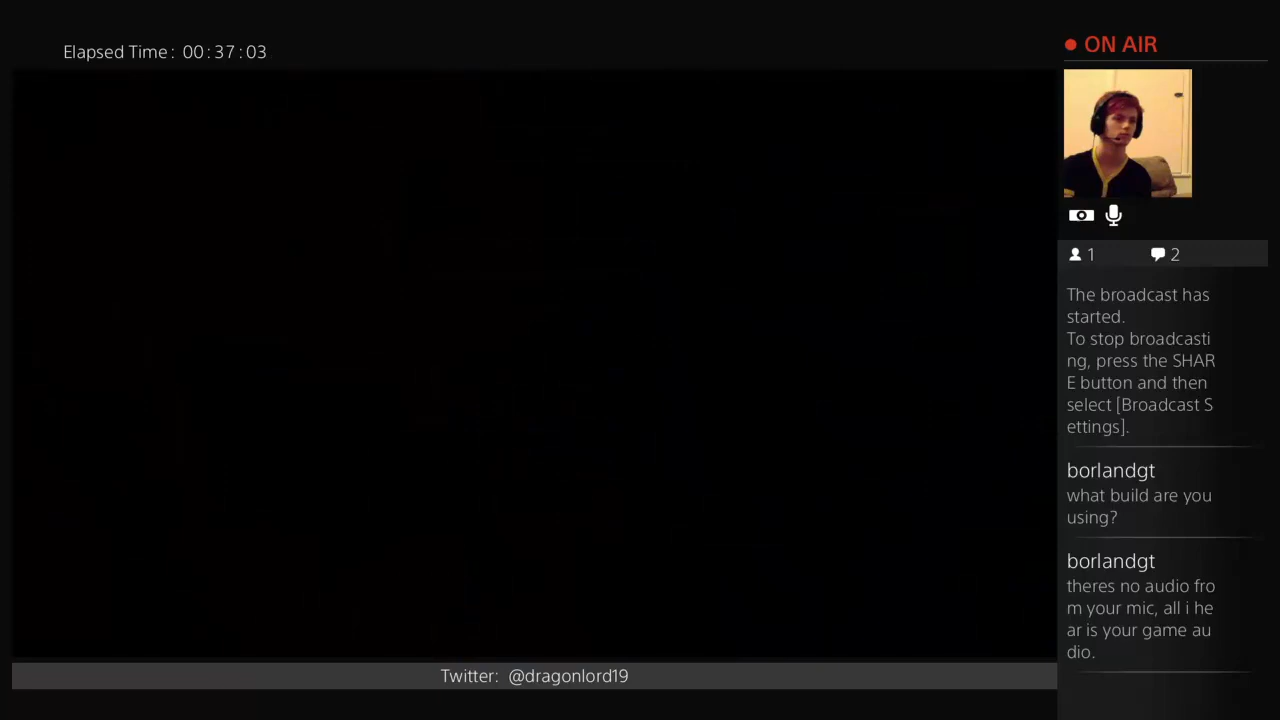 Elapsed Time: 00:37:03
ON AIR
1
2
The broadcast has
started.
To stop broadcasti
ng, press the SHAR
E button and then
select [Broadcast S
ettings].
borlandgt
what build are you
using?
borlandgt
theres no audio fro
m your mic, all i he
ar is your game au
dio.
Twitter: @dragonlord19